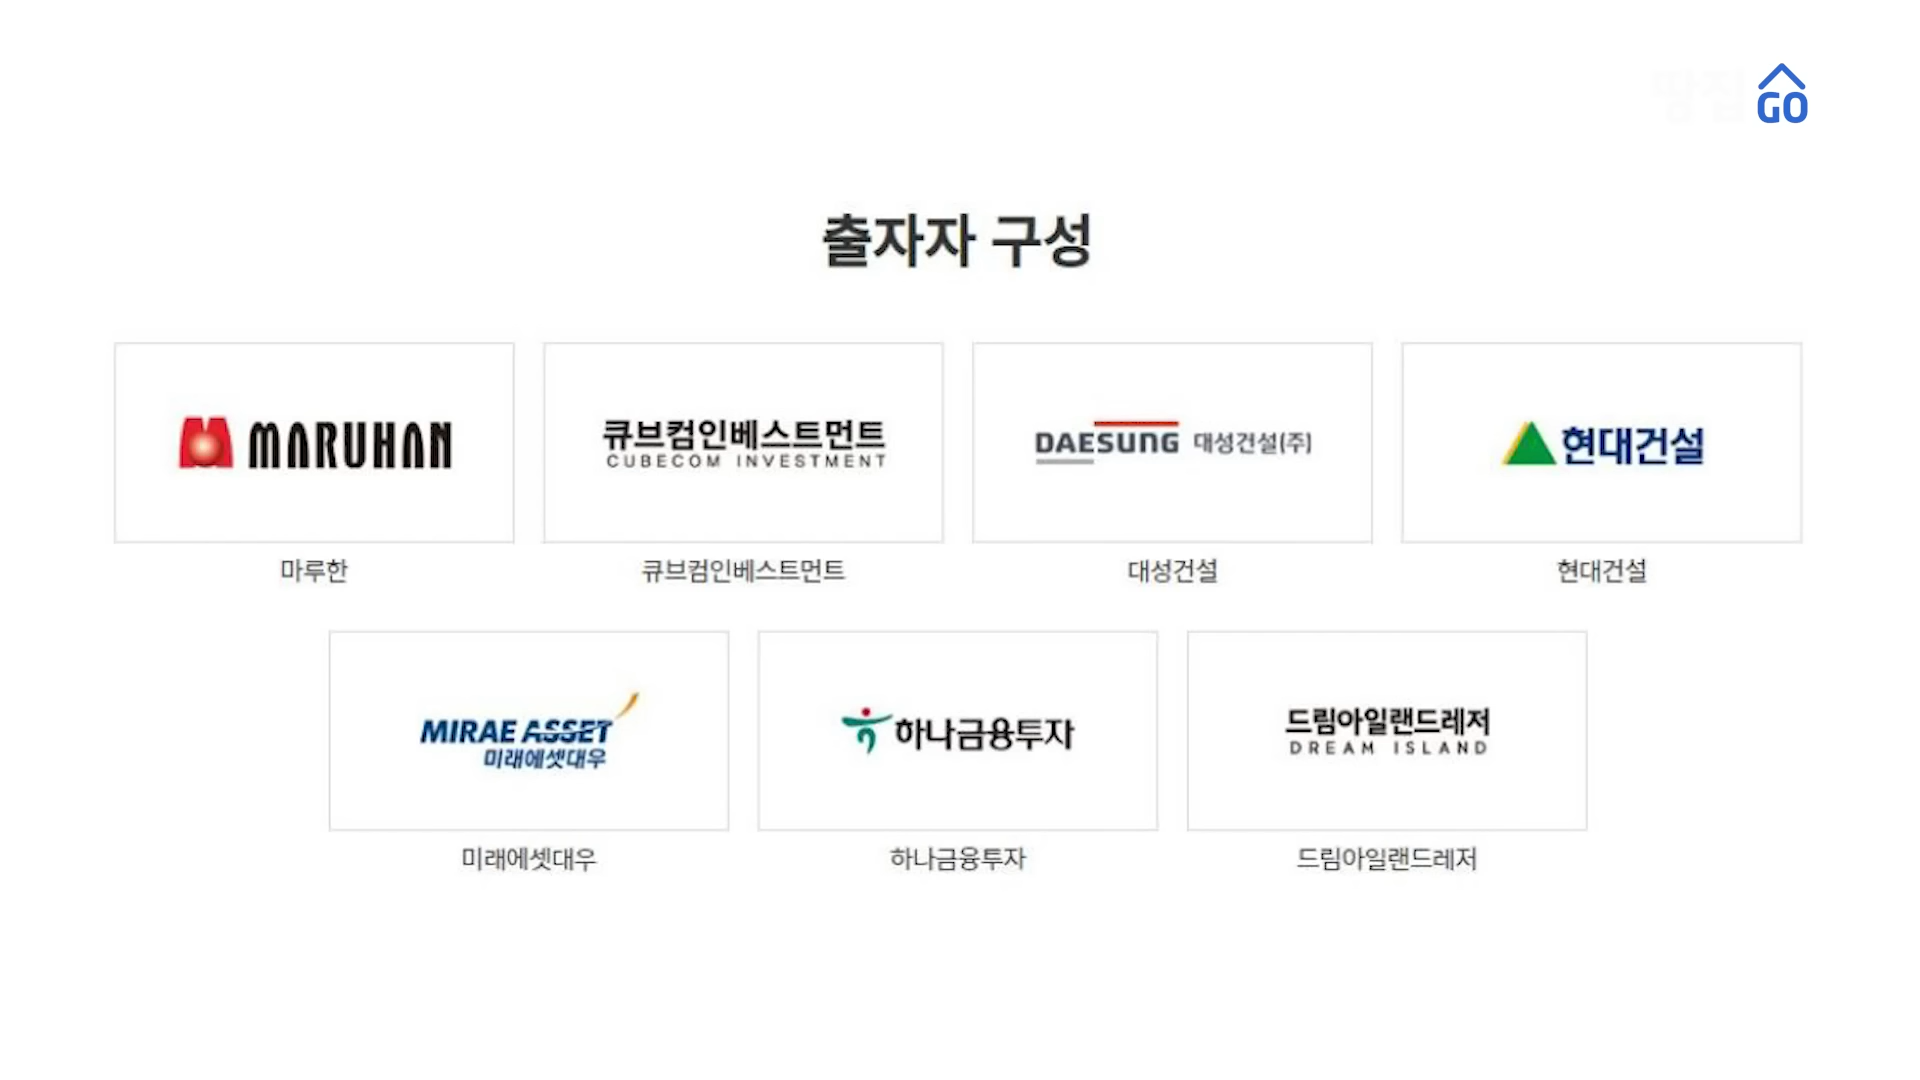 GO
출자자 구성
MARUHAN
큐브컴인베스트먼트
CUBECOM INVESTMENT
DAESUNG 대성건설(주)
현대건설
마루한
큐브컴인베스트먼트
대성건설
현대건설
MIRAE ASSET
미래에셋대우
하나금융투자
드림아일랜드레저
DREAM ISLAND
미래에셋대우
하나금융투자
드림아일랜드레저